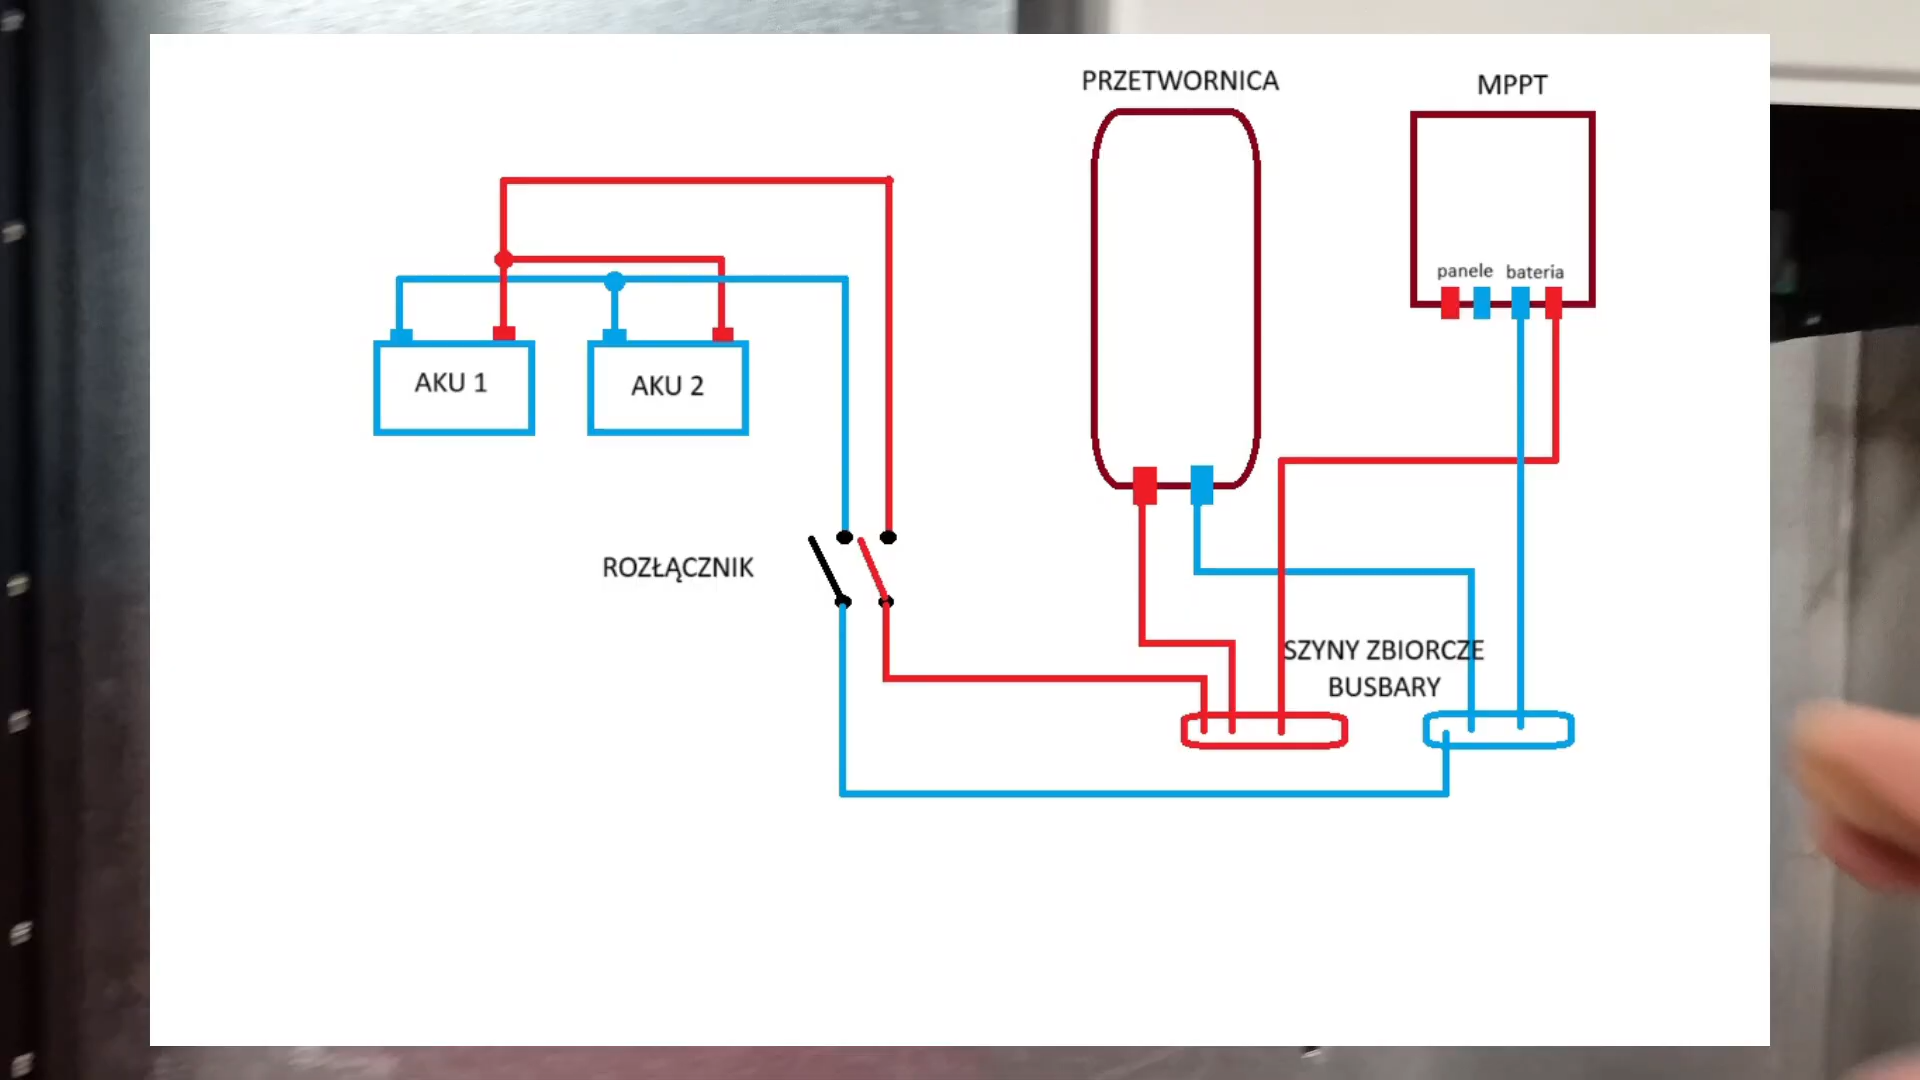 PRZETWORNICA
MPPT
panele bateria
AKU 1
AKU 2
ROZŁĄCZNIK
SZYNY ZBIORCZE
BUSBARY